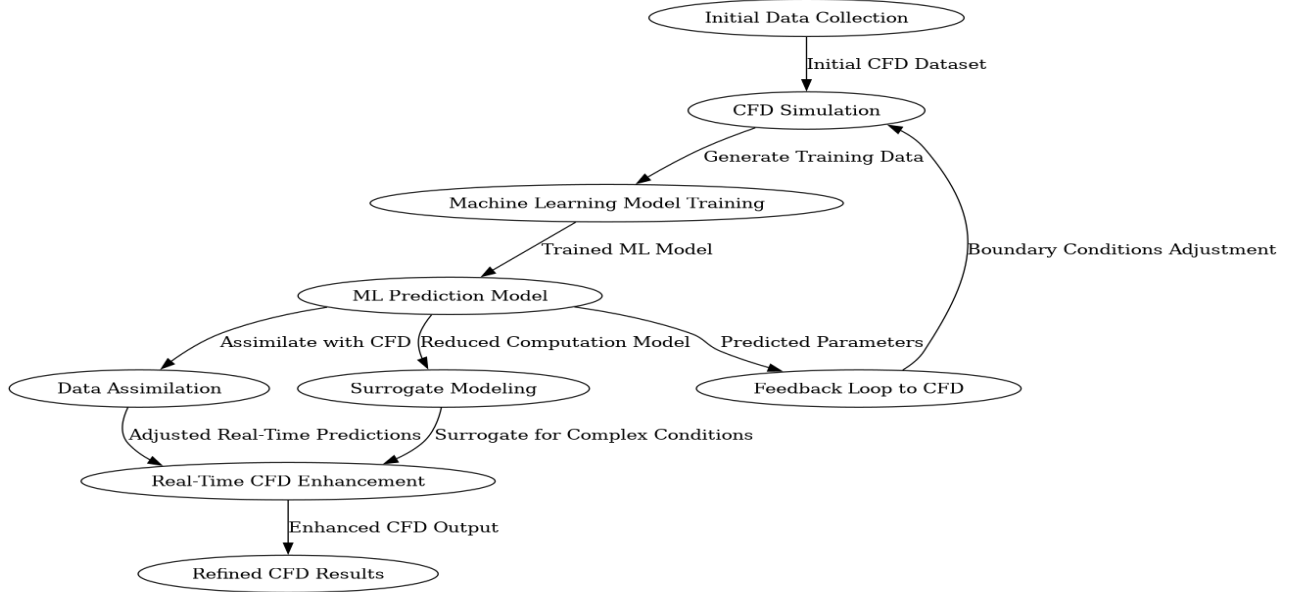 Initial Data Collection
Initial CFD Dataset
CFD Simulation
Generate Training Data
Machine Learning Model Training
Trained ML Model
Boundary Conditions Adjustment
ML Prediction Model
Assimilate with CFD
Reduced Computation Model
Predicted Parameters
Data Assimilation
Surrogate Modeling
Feedback Loop to CFD
Adjusted Real-Time Predictions
Surrogate for Complex Conditions
Real-Time CFD Enhancement
Enhanced CFD Output
Refined CFD Results